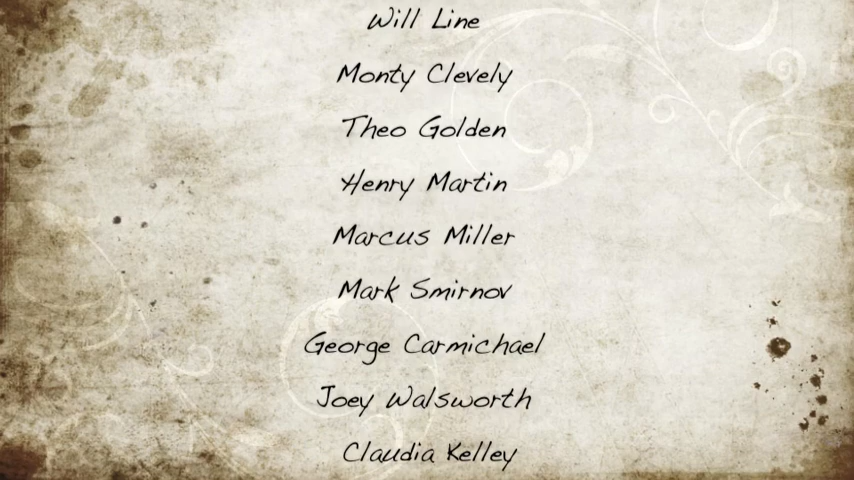 Will Line
Monty Clevely
Theo Golden
Henry Martin
Marcus Miller
Mark Smirnov
George Carmichael
Joey Walsworth
Claudia Kelley